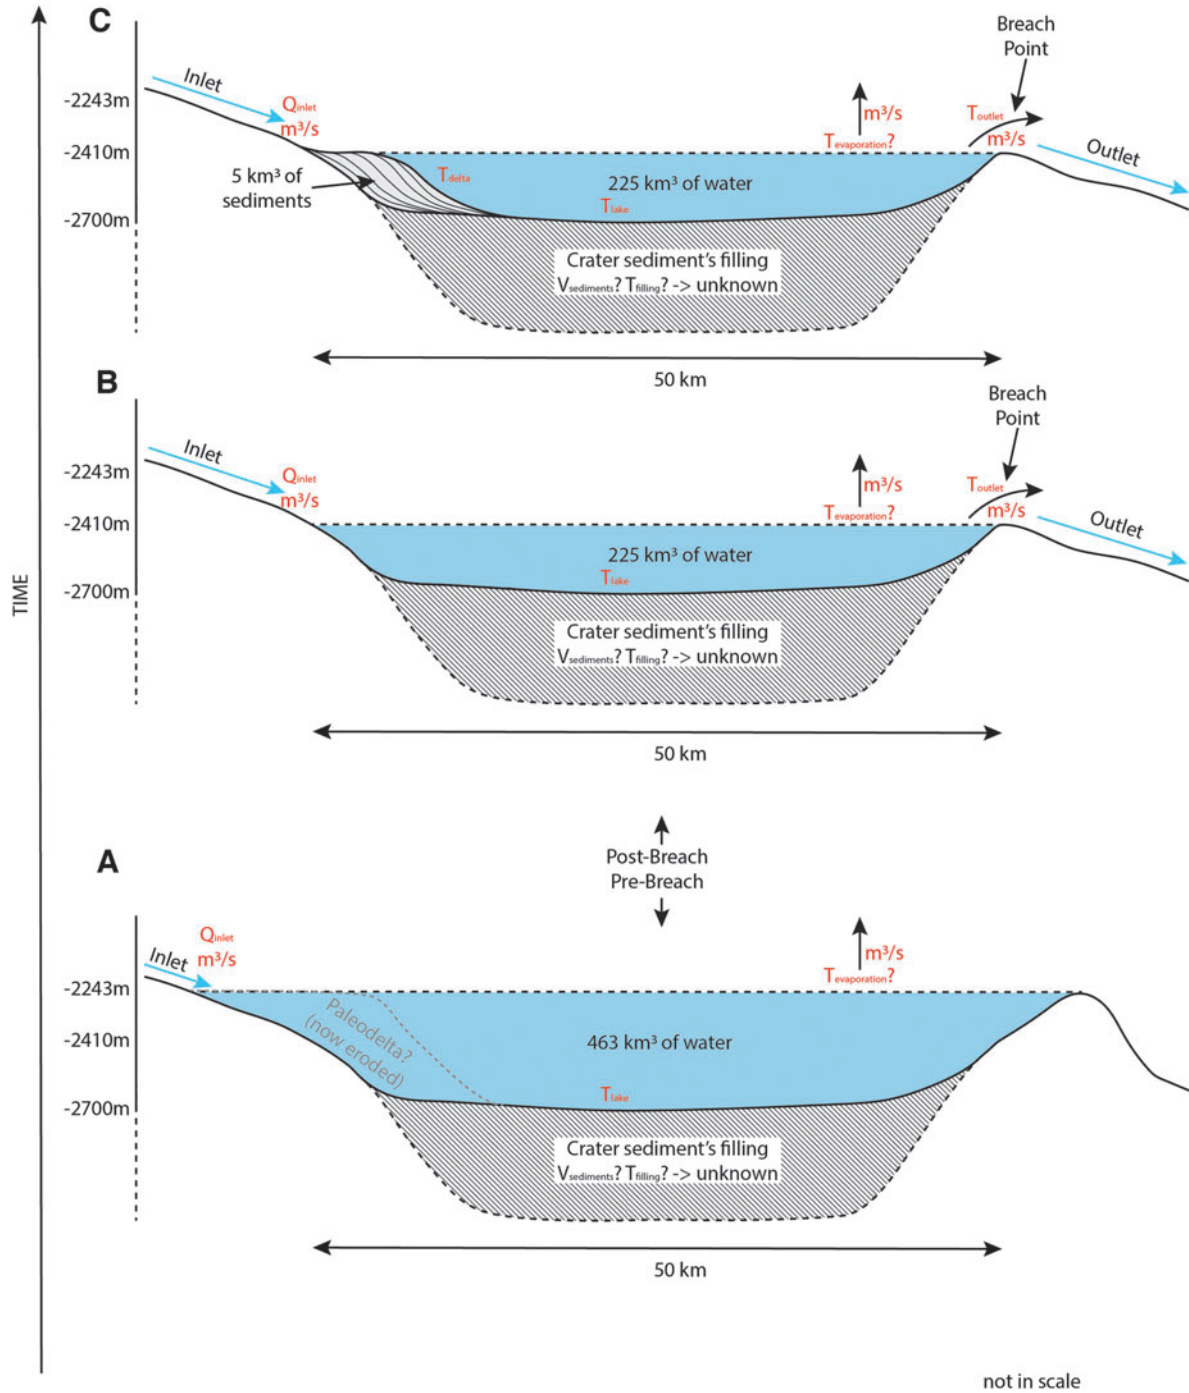 C
Breach
Point
Inlet
-2243m
Qinlet
m³/s
m³/s
Toutlet
m³/s
Tevaporation?
-2410m
Outlet
5 km³ of
sediments
Tdelta
225 km³ of water
Tlake
-2700m
Crater sediment's filling
Vsediments? Tfilling? -> unknown
50 km
B
Breach
Point
Inlet
-2243m
Qinlet
m³/s
m³/s
Toutlet
m³/s
Tevaporation?
-2410m
Outlet
225 km³ of water
Tlake
-2700m
Crater sediment's filling
Vsediments? Tfilling? -> unknown
50 km
TIME
A
Post-Breach
Pre-Breach
Qinlet
m³/s
Inlet
m³/s
Tevaporation?
-2243m
Paleodelta?
(now eroded)
-2410m
463 km³ of water
Tlake
-2700m
Crater sediment's filling
Vsediments? Tfilling? -> unknown
50 km
not in scale